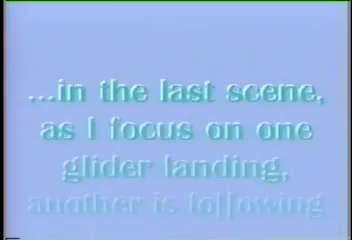 ...in the last scene,
as I focus on one
glider landing,
another is following